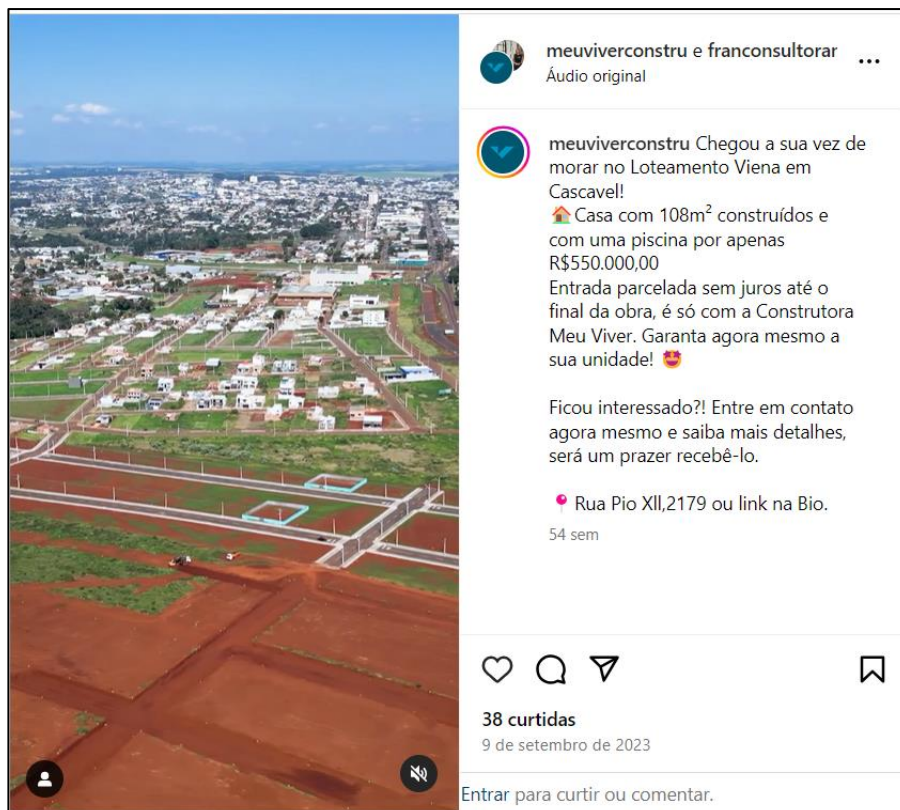 meuviverconstru e franconsultorar
Áudio original
meuviverconstru Chegou a sua vez de
morar no Loteamento Viena em
Cascavel!
🏠Casa com 108m² construídos e
com uma piscina por apenas
R$550.000,00
Entrada parcelada sem juros até o
final da obra, é só com a Construtora
Meu Viver. Garanta agora mesmo a
sua unidade! 🤩
Ficou interessado?! Entre em contato
agora mesmo e saiba mais detalhes,
será um prazer recebê-lo.
📍 Rua Pio Xll,2179 ou link na Bio.
54 sem
38 curtidas
9 de setembro de 2023
Entrar para curtir ou comentar.